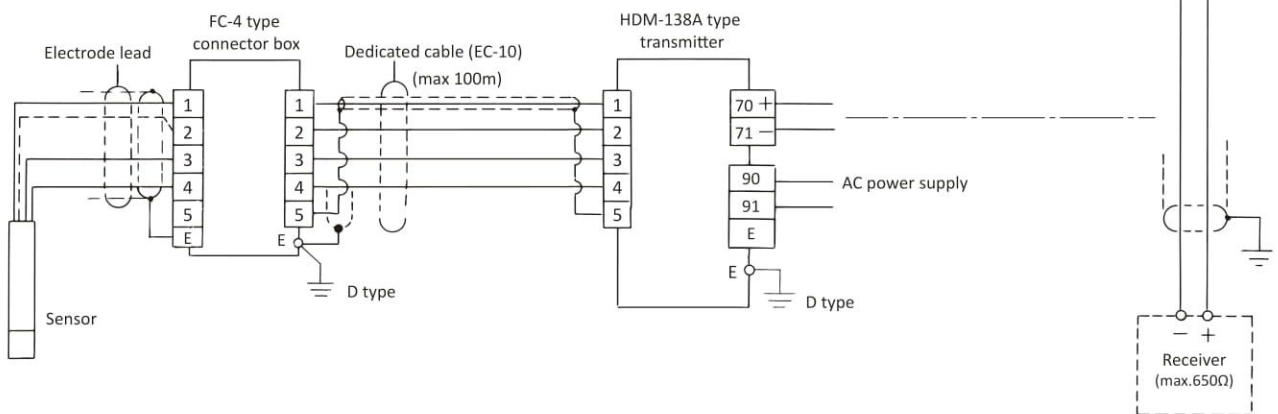 FC-4 type
connector box
HDM-138A type
transmitter
Electrode lead
Dedicated cable (EC-10)
(max 100m)
1
2
3
4
5
E
1
2
3
4
5
E
D type
1
2
3
4
5
70 +
71 −
90
91
E
E
D type
AC power supply
Sensor
− +
Receiver
(max.650Ω)